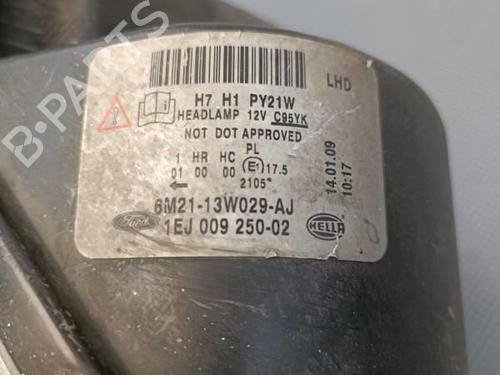 B-PARTS
LHD
H7 H1 PY21W
HEADLAMP 12V C95YK
NOT DOT APPROVED
PL
1 HR HC E1 17.5
01 00 00 2105*
14.01.09
10:17
6M21-13W029-AJ
Ford
1EJ 009 250-02
HELLA